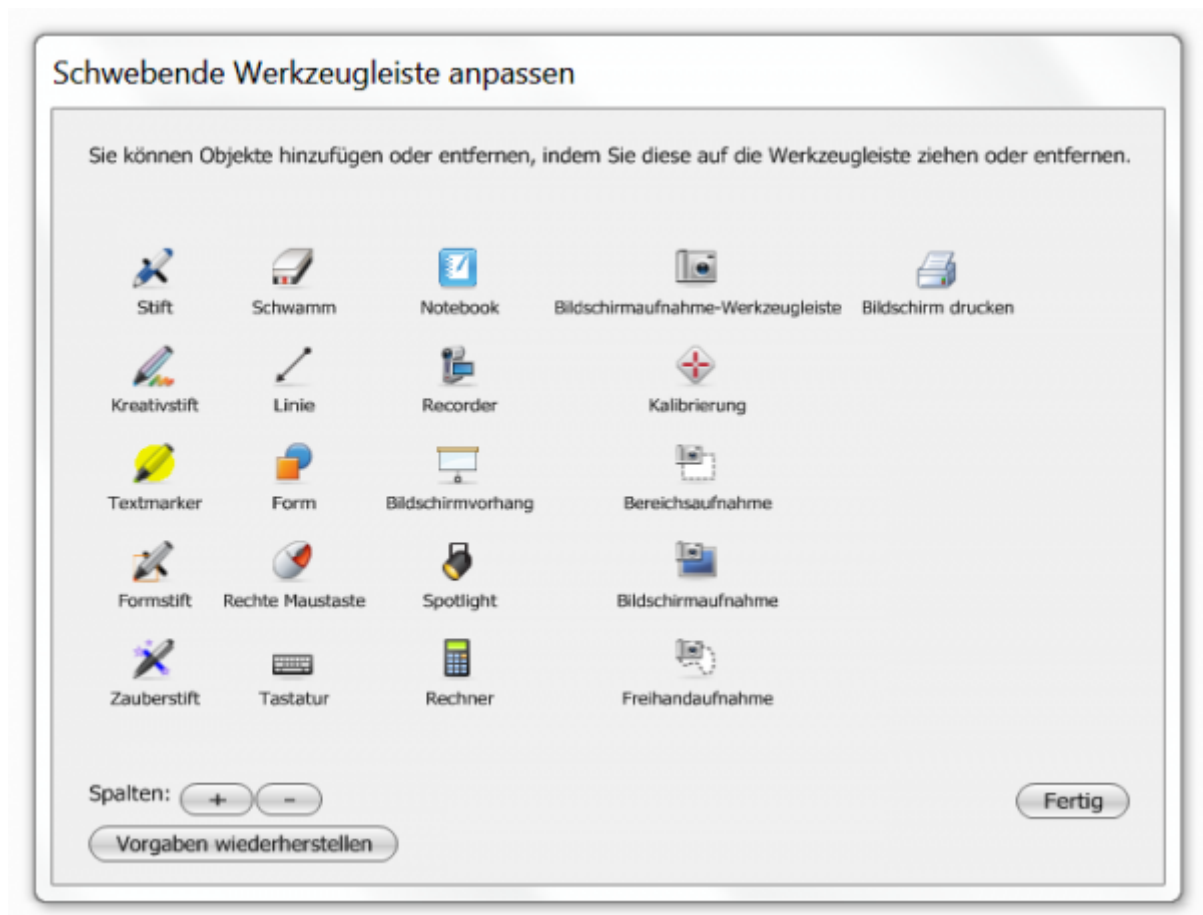 Schwebende Werkzeugleiste anpassen
Sie können Objekte hinzufügen oder entfernen, indem Sie diese auf die Werkzeugleiste ziehen oder entfernen.
Stift Schwamm Notebook Bildschirmaufnahme-Werkzeugleiste Bildschirm drucken
Kreativstift Linie Recorder Kalibrierung
Textmarker Form Bildschirmvorhang Bereichsaufnahme
Formstift Rechte Maustaste Spotlight Bildschirmaufnahme
Zauberstift Tastatur Rechner Freihandaufnahme
Spalten: + - Fertig
Vorgaben wiederherstellen